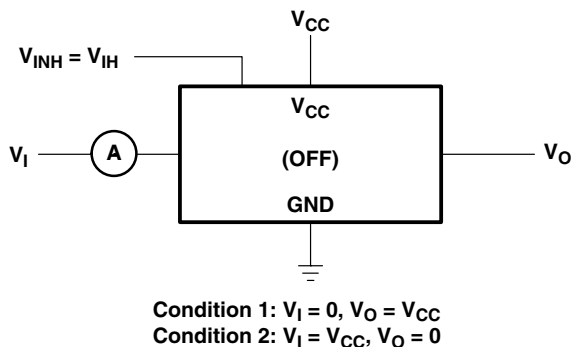 V_CC
V_INH = V_IH
V_CC
V_I
A
(OFF)
V_O
GND
Condition 1: V_I = 0, V_O = V_CC
Condition 2: V_I = V_CC, V_O = 0